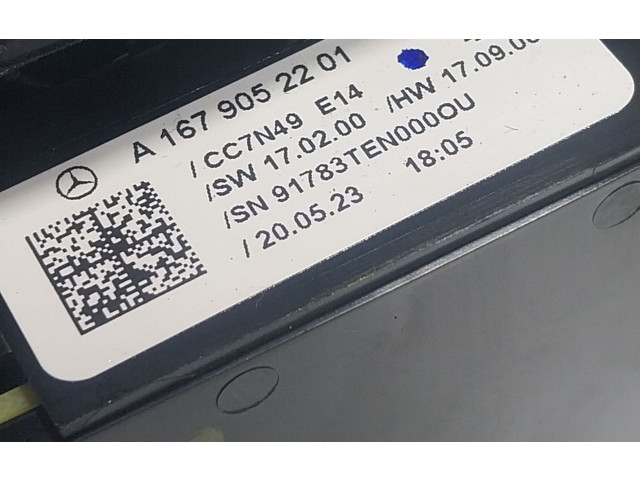 A 167 905 22 01
/ CC7N49 E14
/SW 17.02.00 /HW 17.09.00
/SN 91783TEN000OU
/ 20.05.23 18:05